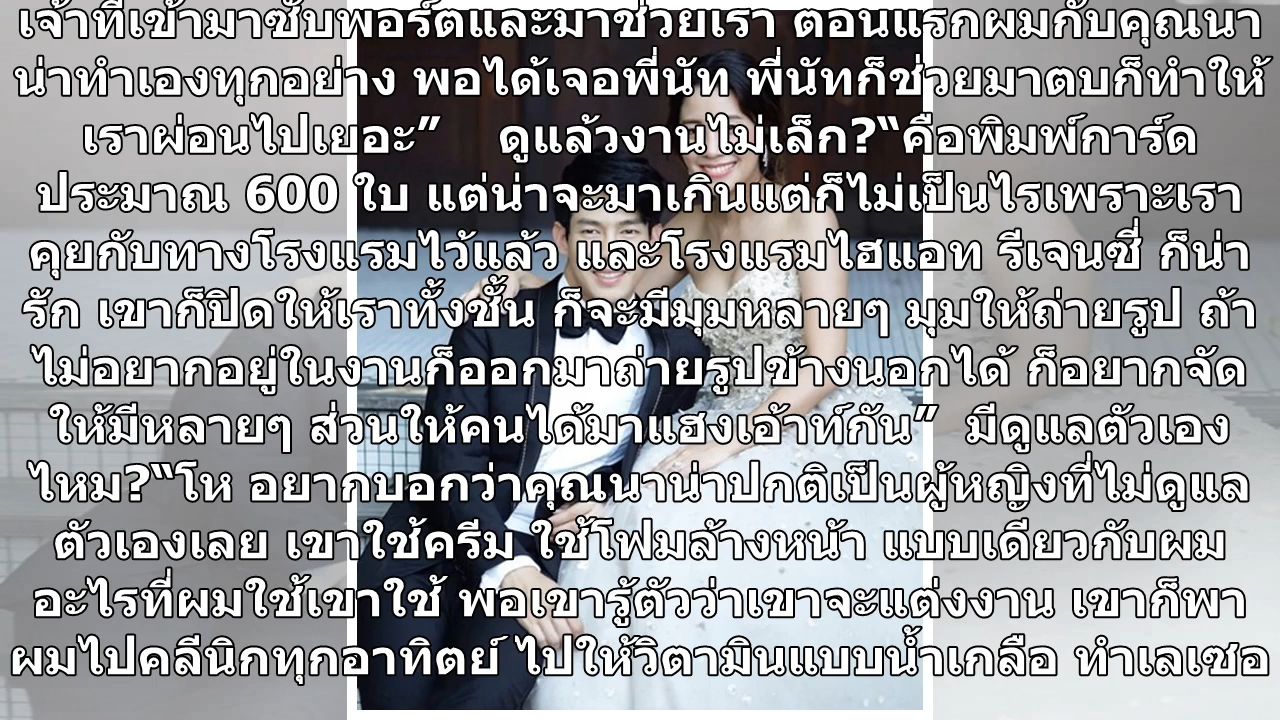 เจ้าที่เข้ามาซับพอร์ตและมาช่วยเรา ตอนแรกผมกับคุณนา
น่าทำเองทุกอย่าง พอได้เจอพี่นัท พี่นัทก็ช่วยมาตบก็ทำให้
เราผ่อนไปเยอะ” ดูแล้วงานไม่เล็ก?“คือพิมพ์การ์ด
ประมาณ 600 ใบ แต่น่าจะมาเกินแต่ก็ไม่เป็นไรเพราะเรา
คุยกับทางโรงแรมไว้แล้ว และโรงแรมไฮแอท รีเจนซี่ ก็น่า
รัก เขาก็ปิดให้เราทั้งชั้น ก็จะมีมุมหลายๆ มุมให้ถ่ายรูป ถ้า
ไม่อยากอยู่ในงานก็ออกมาถ่ายรูปข้างนอกได้ ก็อยากจัด
ให้มีหลายๆ ส่วนให้คนได้มาแฮงเอ้าท์กัน” มีดูแลตัวเอง
ไหม?“โห อยากบอกว่าคุณนาน่าปกติเป็นผู้หญิงที่ไม่ดูแล
ตัวเองเลย เขาใช้ครีม ใช้โฟมล้างหน้า แบบเดียวกับผม
อะไรที่ผมใช้เขาใช้ พอเขารู้ตัวว่าเขาจะแต่งงาน เขาก็พา
ผมไปคลีนิกทุกอาทิตย์ ไปให้วิตามินแบบน้ำเกลือ ทำเลเซอ